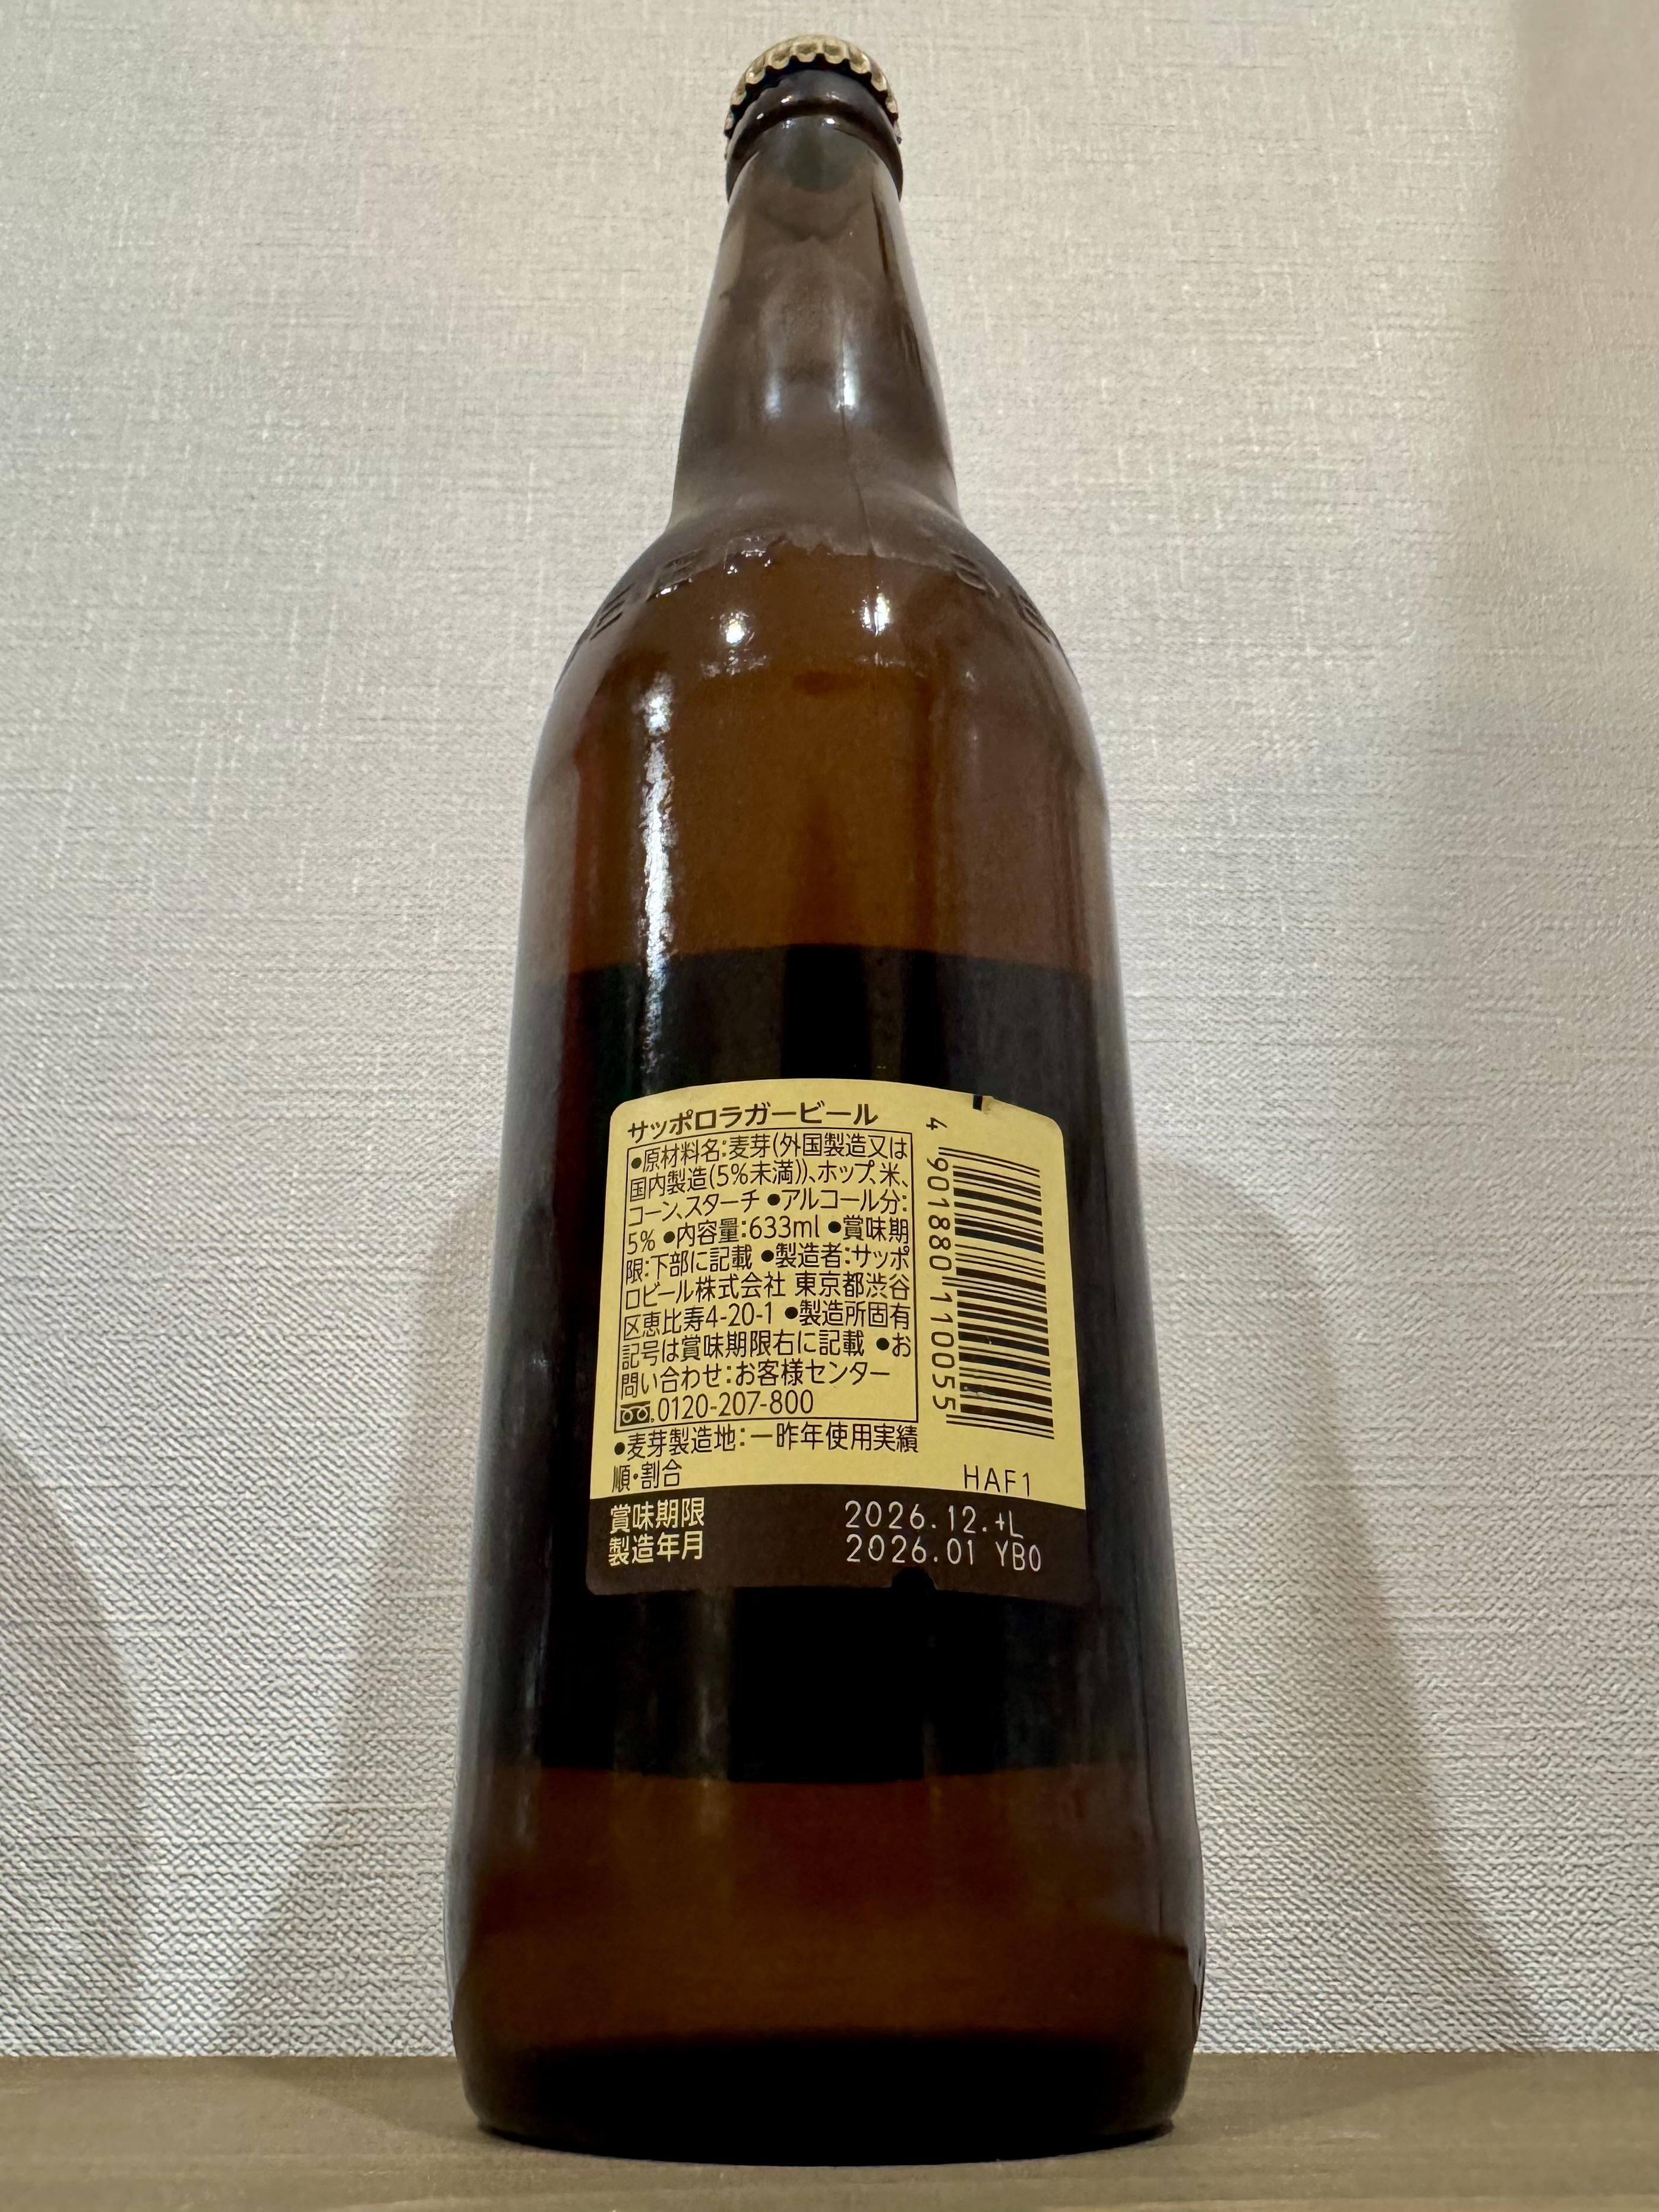 サッポロラガービール
●原材料名:麦芽(外国製造又は
国内製造(5%未満))、ホップ、米、
コーン、スターチ ●アルコール分:
5% ●内容量:633ml ●賞味期
限:下部に記載 ●製造者:サッポ
ロビール株式会社 東京都渋谷
区恵比寿4-20-1 ●製造所固有
記号は賞味期限右に記載 ●お
問い合わせ:お客様センター
0120-207-800
●麦芽製造地:一昨年使用実績
順・割合
4 901880 110055
HAF1
賞味期限 2026.12.+L
製造年月 2026.01 YB0